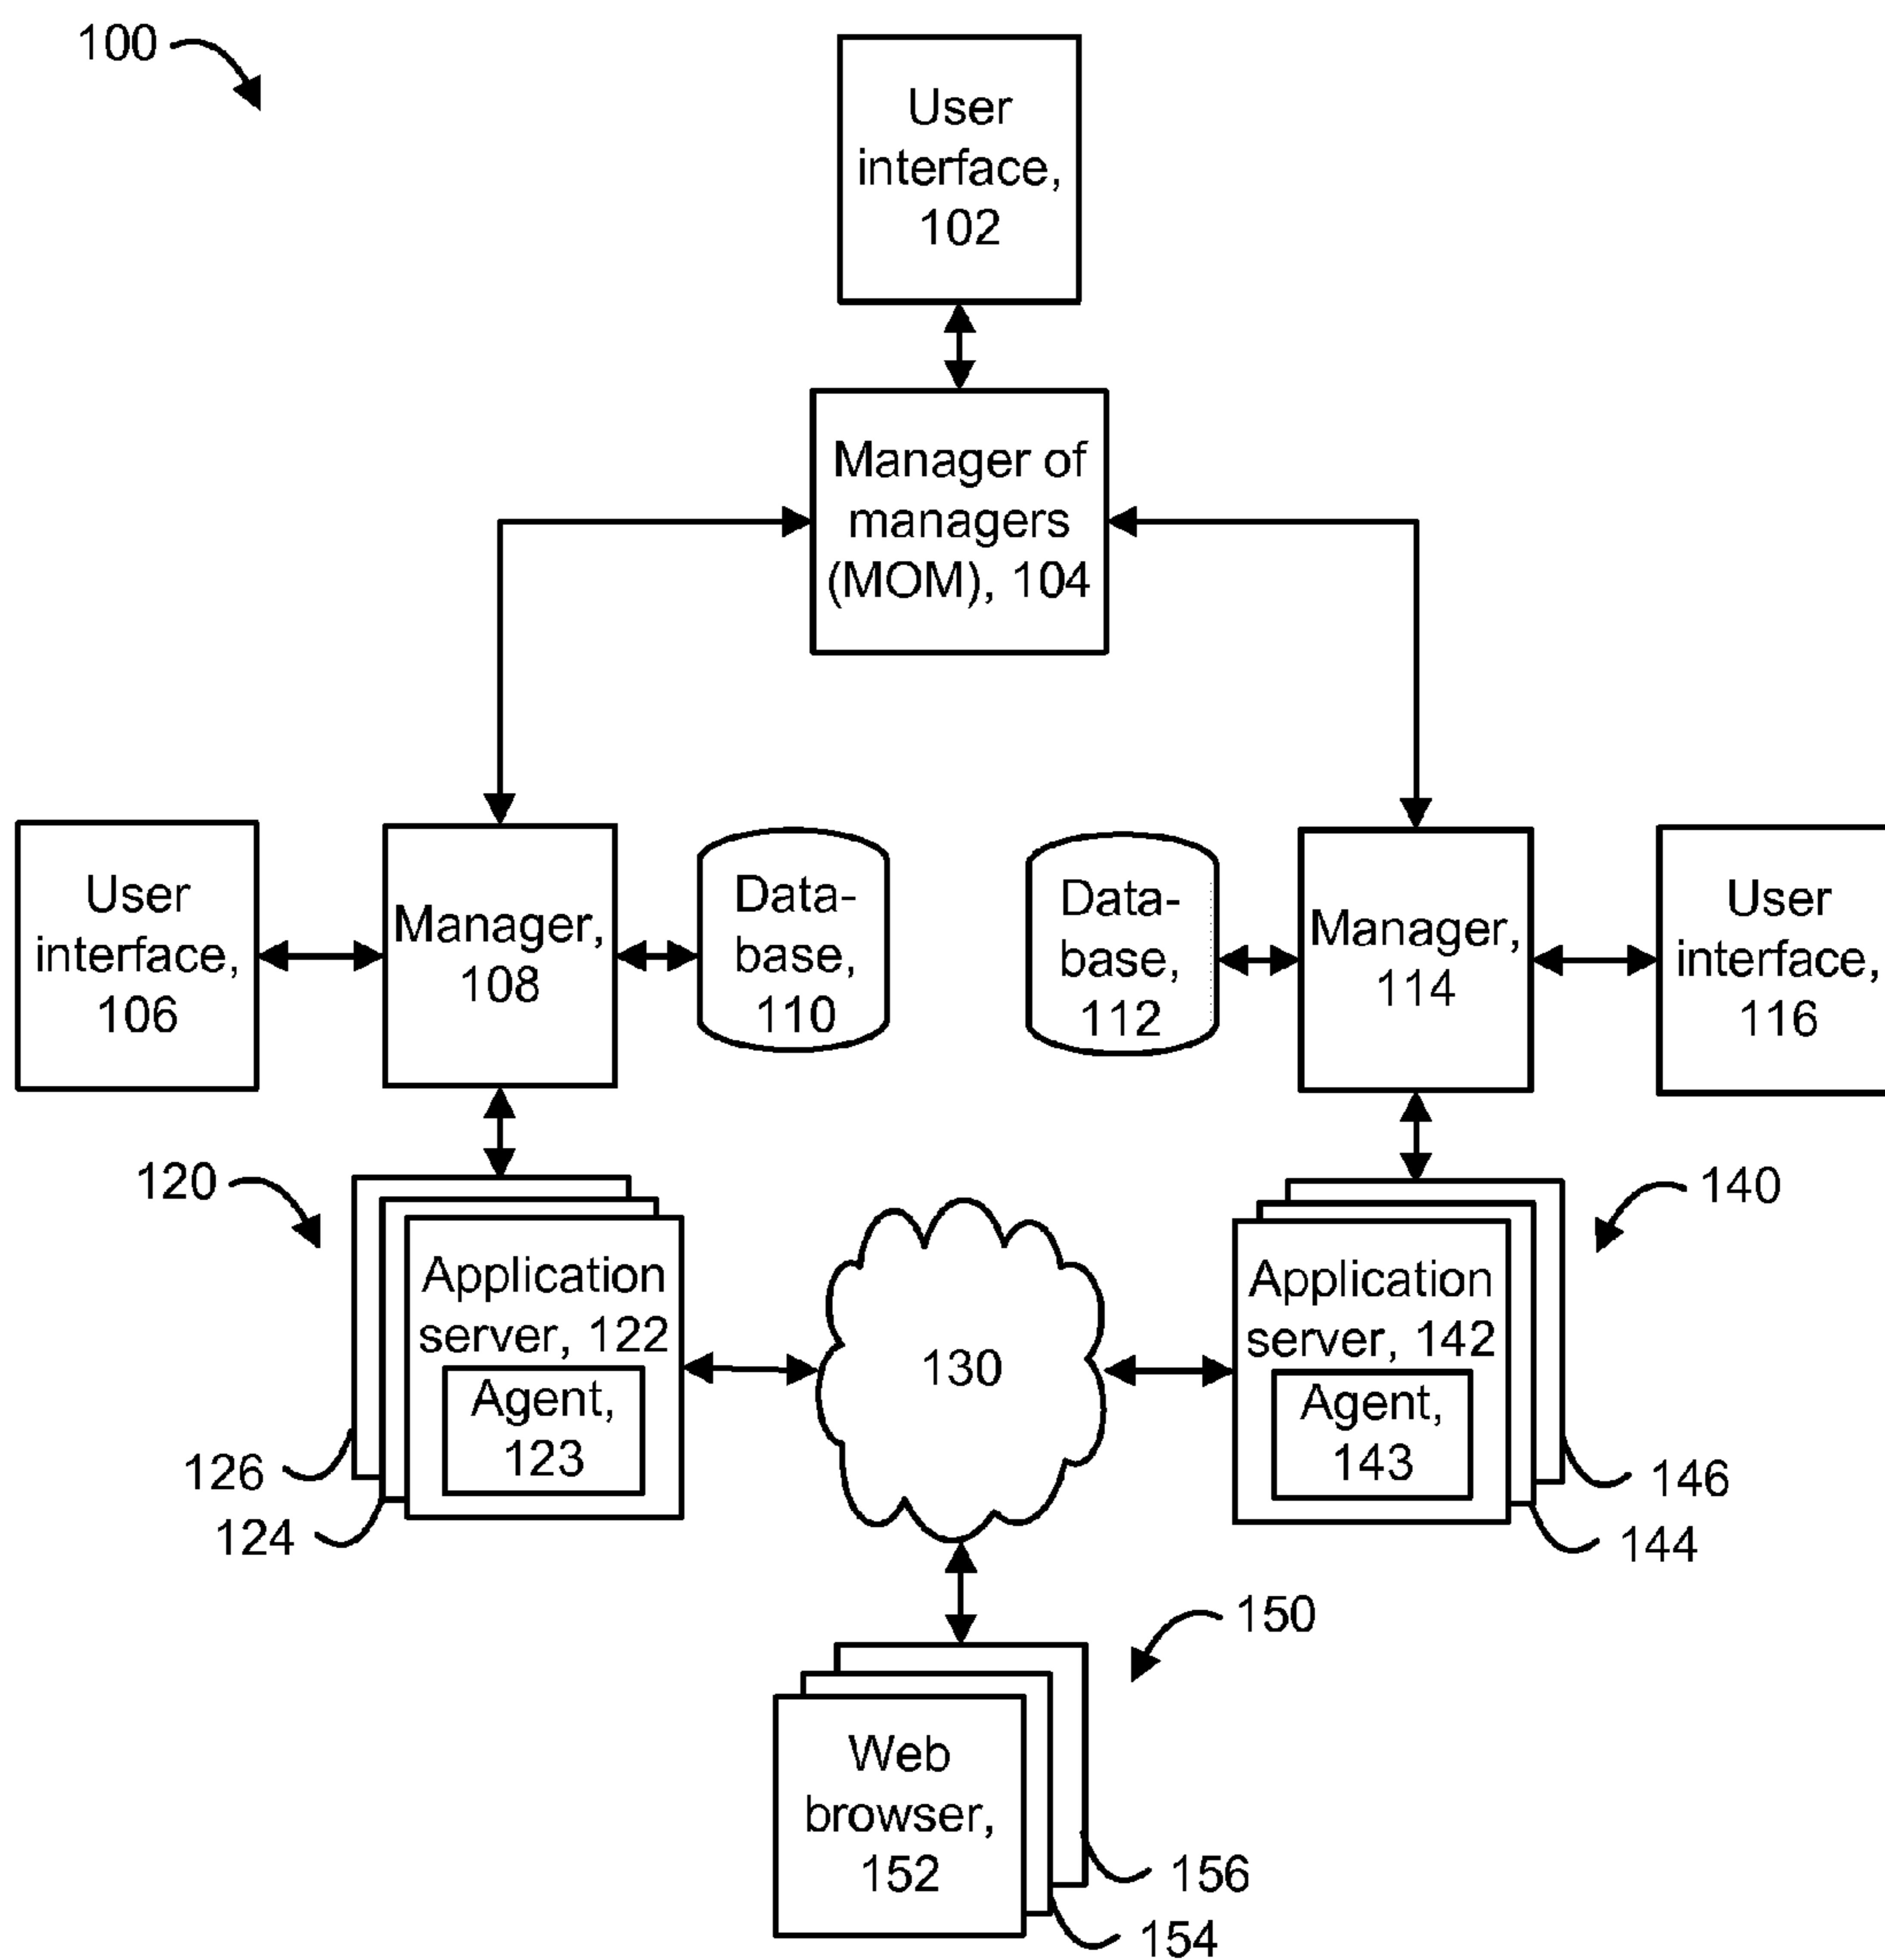 100
User
interface,
102
Manager of
managers
(MOM), 104
User
interface,
106
Manager,
108
Data-
base,
110
Data-
base,
112
Manager,
114
User
interface,
116
120
140
Application
server, 122
Agent,
123
130
Application
server, 142
Agent,
143
126
124
146
144
150
Web
browser,
152
156
154